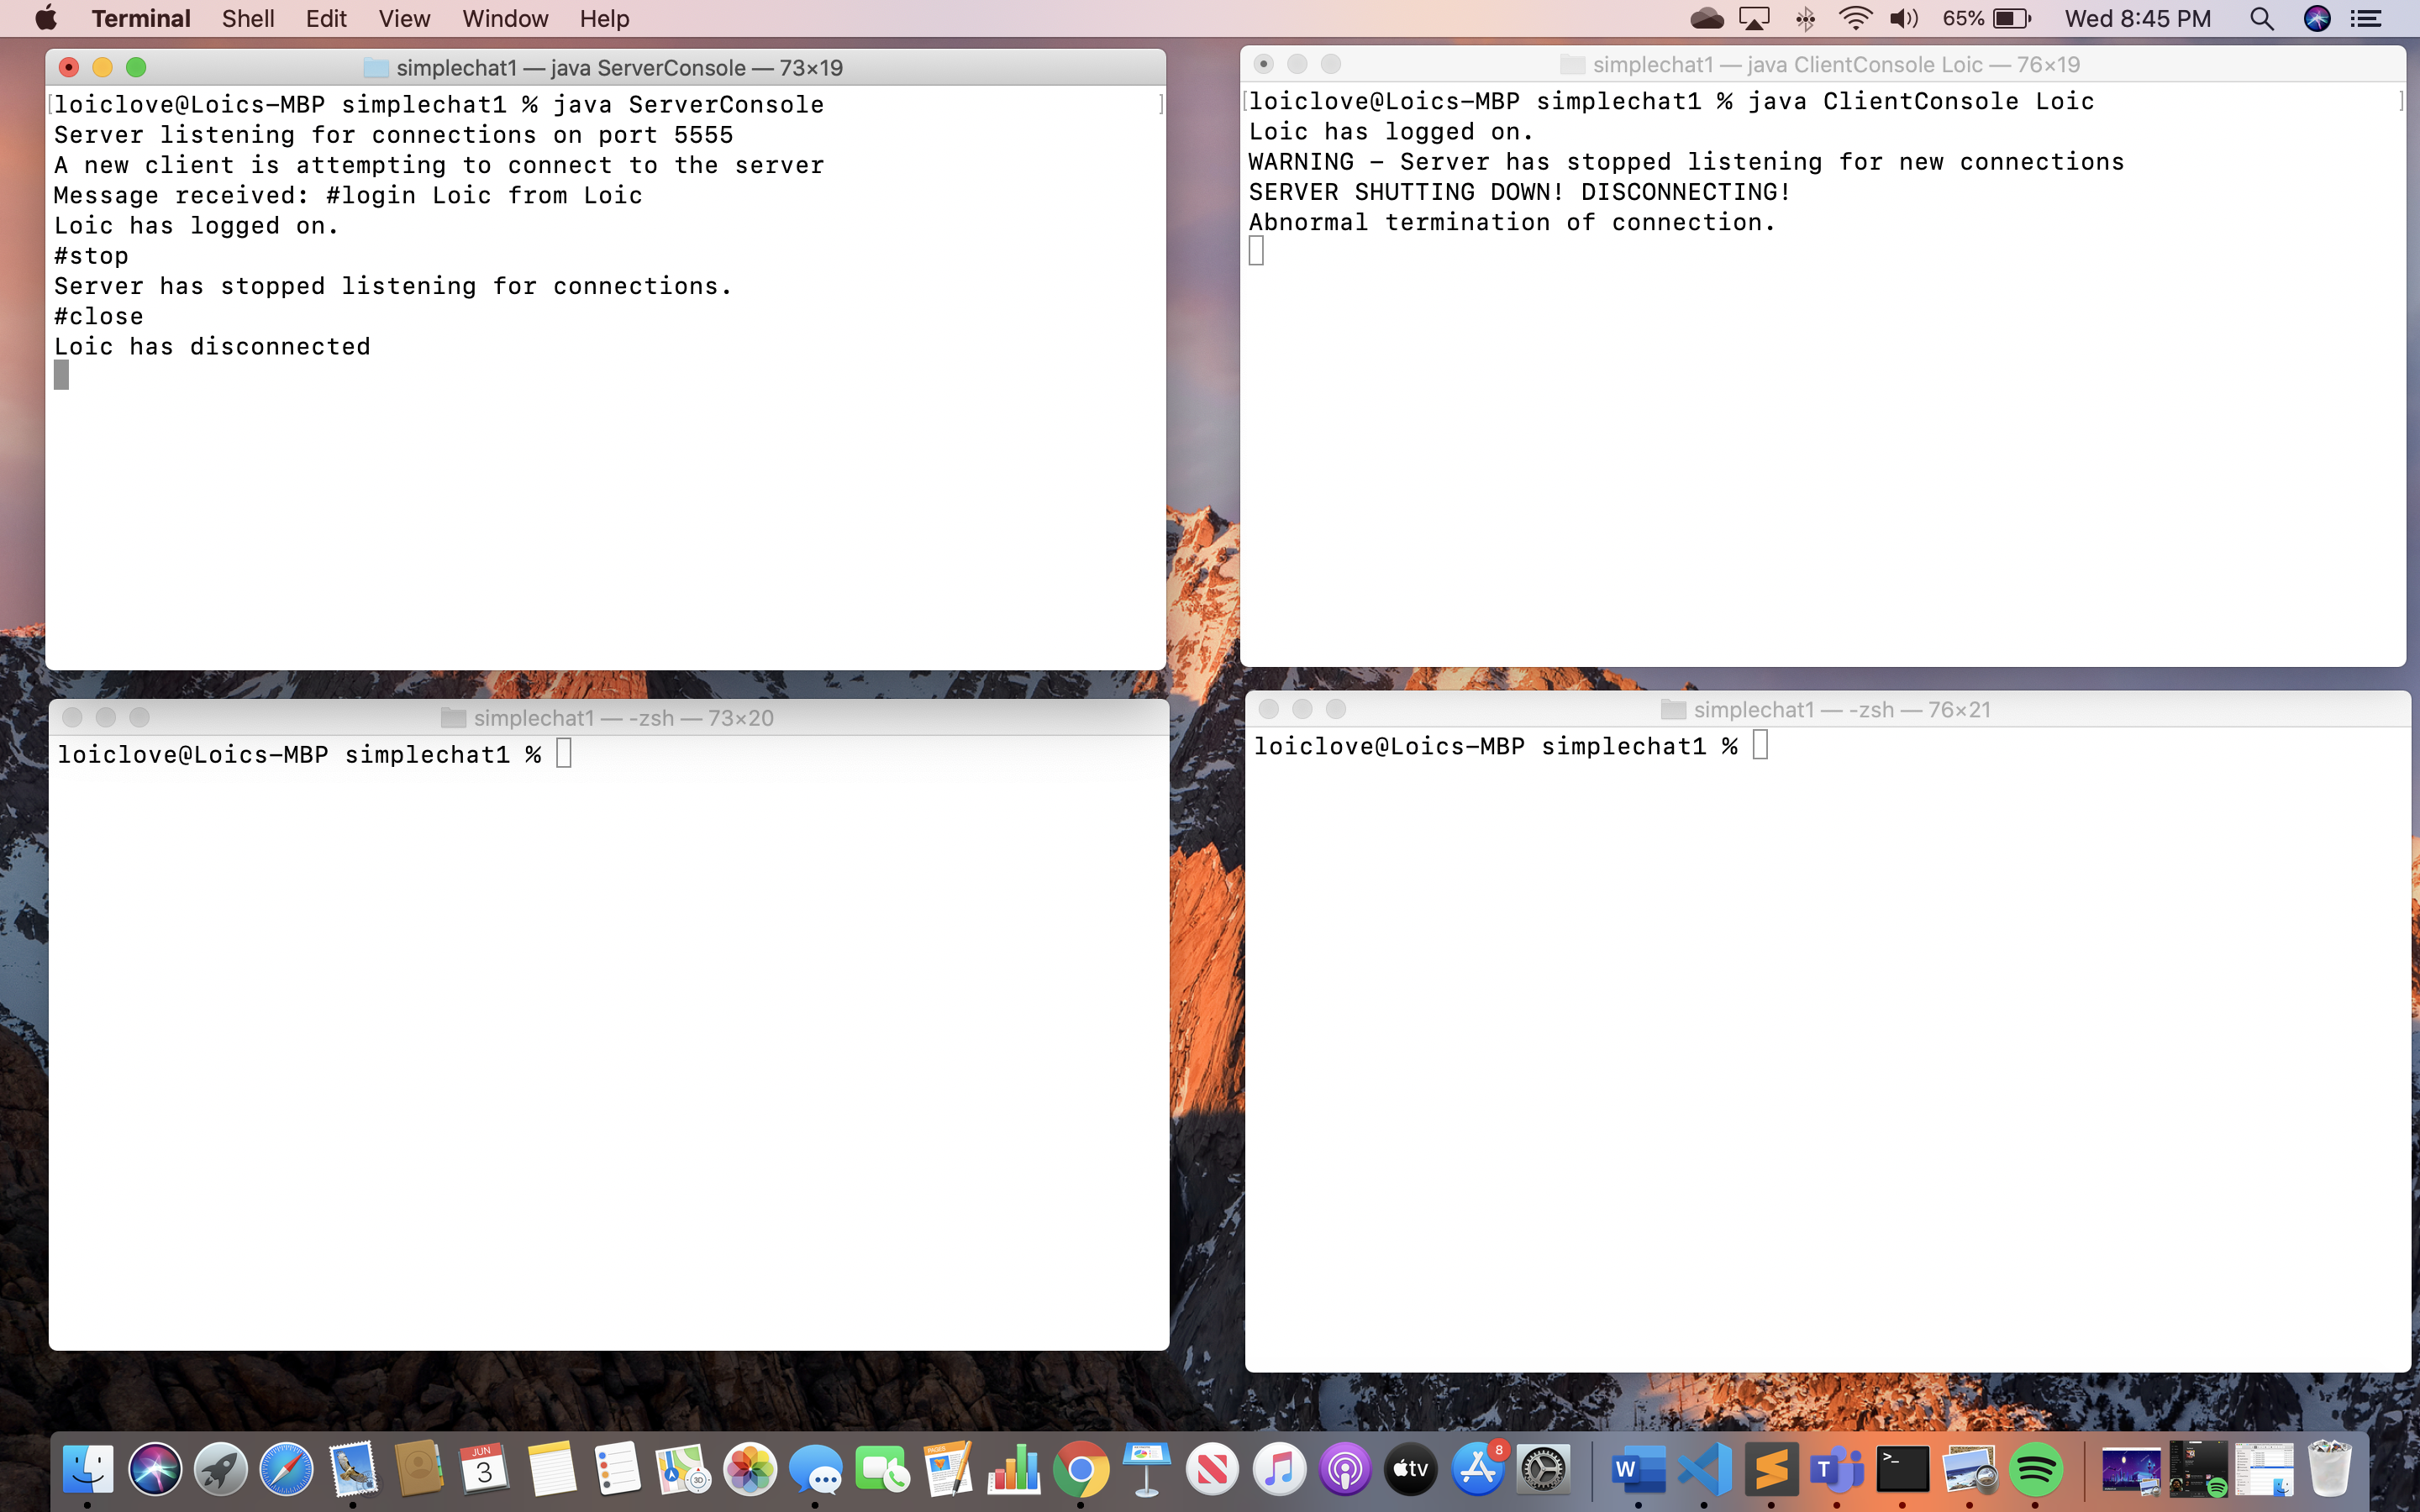 Terminal Shell Edit View Window Help 65% Wed 8:45 PM
simplechat1 — java ServerConsole — 73×19
[loiclove@Loics-MBP simplechat1 % java ServerConsole ]
Server listening for connections on port 5555
A new client is attempting to connect to the server
Message received: #login Loic from Loic
Loic has logged on.
#stop
Server has stopped listening for connections.
#close
Loic has disconnected
simplechat1 — java ClientConsole Loic — 76×19
[loiclove@Loics-MBP simplechat1 % java ClientConsole Loic ]
Loic has logged on.
WARNING – Server has stopped listening for new connections
SERVER SHUTTING DOWN! DISCONNECTING!
Abnormal termination of connection.
simplechat1 — -zsh — 73×20
loiclove@Loics-MBP simplechat1 %
simplechat1 — -zsh — 76×21
loiclove@Loics-MBP simplechat1 %
JUN
3
PAGES
3D
tv
8
W
T
>_